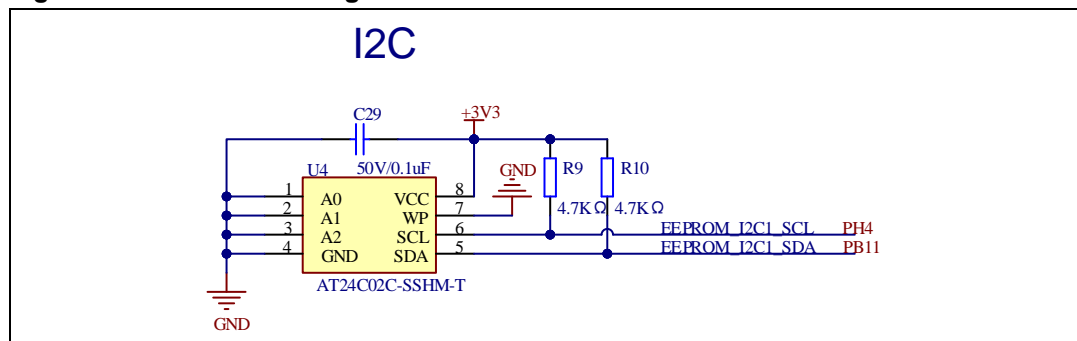 I2C
C29
+3V3
U4
50V/0.1uF
GND
R9
R10
1
A0
VCC
8
2
A1
WP
7
4.7KΩ
4.7KΩ
3
A2
SCL
6
EEPROM_I2C1_SCL
PH4
4
GND
SDA
5
EEPROM_I2C1_SDA
PB11
AT24C02C-SSHM-T
GND